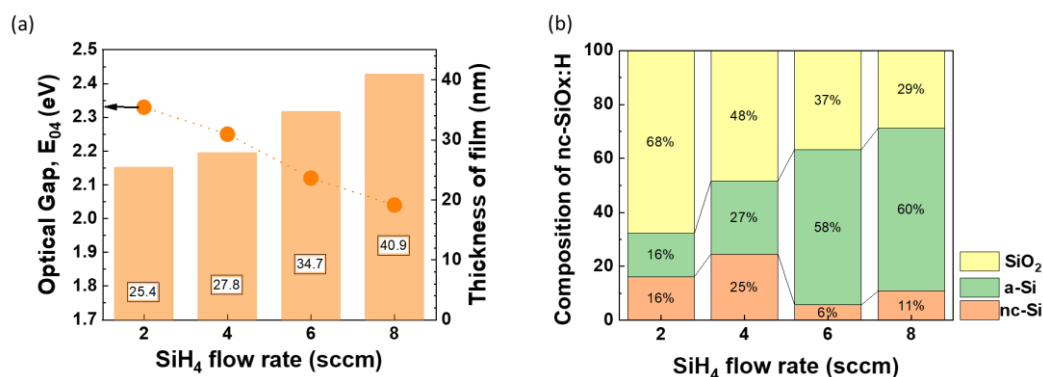 (a)
Optical Gap, E04 (eV)
2.5
2.4
2.3
2.2
2.1
2.0
1.9
1.8
1.7
25.4
27.8
34.7
40.9
40
30
20
10
0
Thickness of film (nm)
2 4 6 8
SiH4 flow rate (sccm)
(b)
Composition of nc-SiOx:H
100
80
60
40
20
0
68% 48% 37% 29%
16% 27% 58% 60%
16% 25% 6% 11%
2 4 6 8
SiH4 flow rate (sccm)
SiO2
a-Si
nc-Si